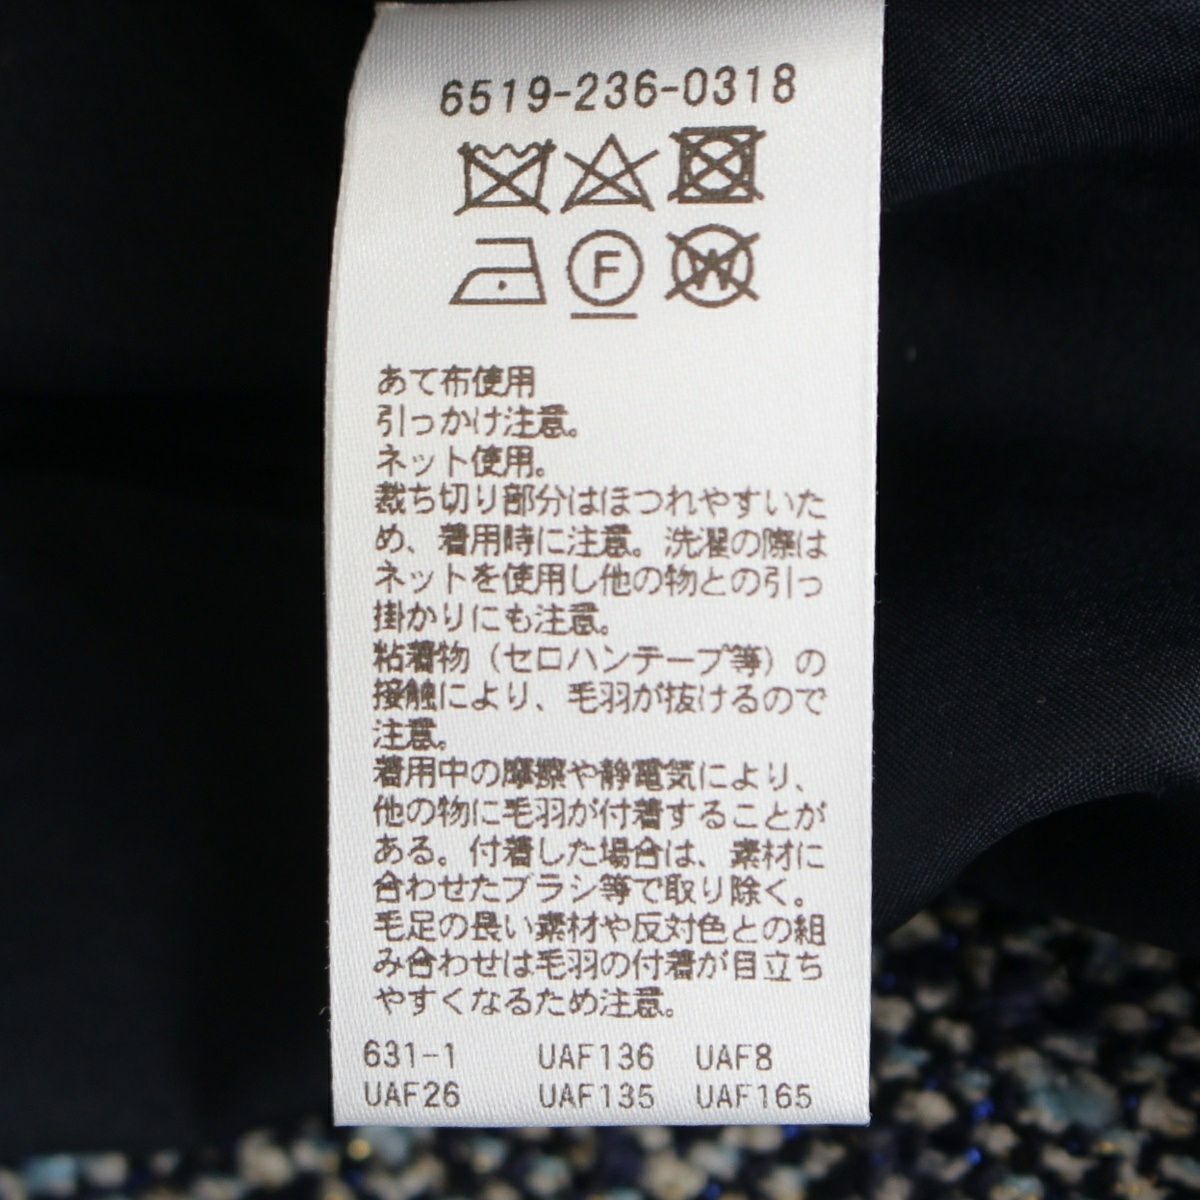 6519-236-0318
F
W
あて布使用
引っかけ注意。
ネット使用。
裁ち切り部分はほつれやすいた
め、着用時に注意。洗濯の際は
ネットを使用し他の物との引っ
掛かりにも注意。
粘着物（セロハンテープ等）の
接触により、毛羽が抜けるので
注意。
着用中の摩擦や静電気により、
他の物に毛羽が付着することが
ある。付着した場合は、素材に
合わせたブラシ等で取り除く。
毛足の長い素材や反対色との組
み合わせは毛羽の付着が目立ち
やすくなるため注意。
631-1 UAF136 UAF8
UAF26 UAF135 UAF165